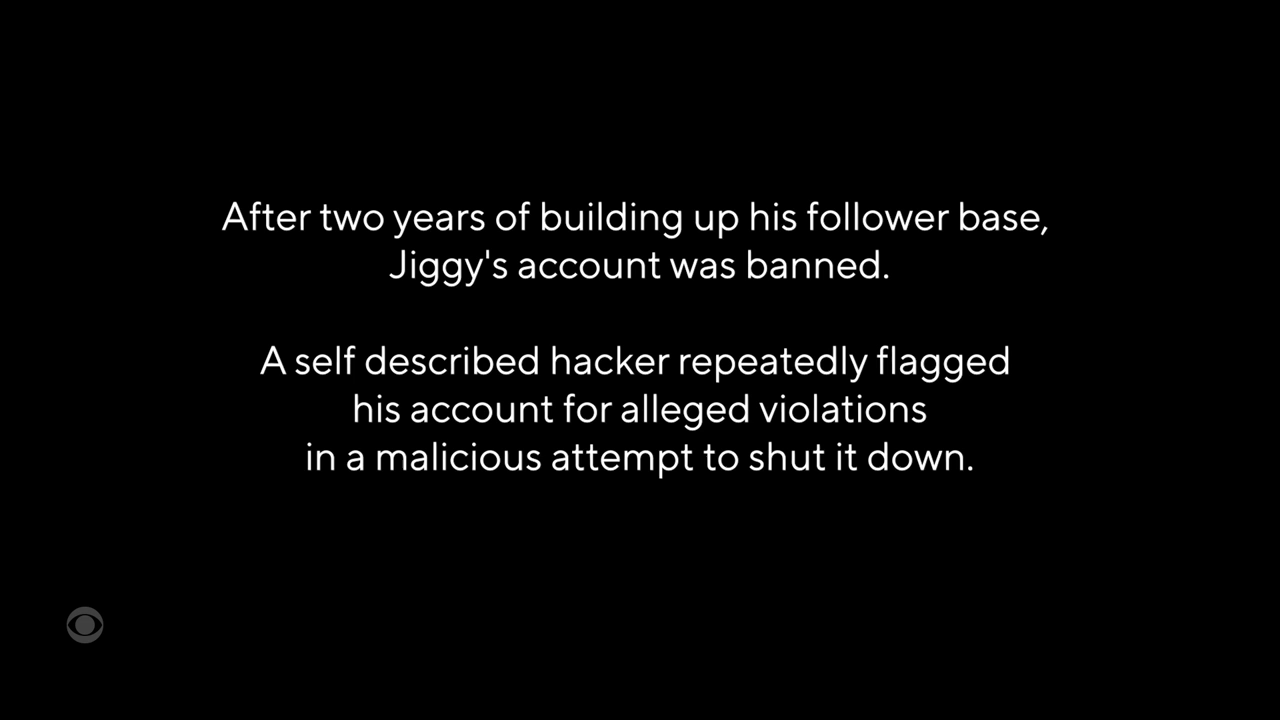 After two years of building up his follower base,
Jiggy's account was banned.
A self described hacker repeatedly flagged
his account for alleged violations
in a malicious attempt to shut it down.